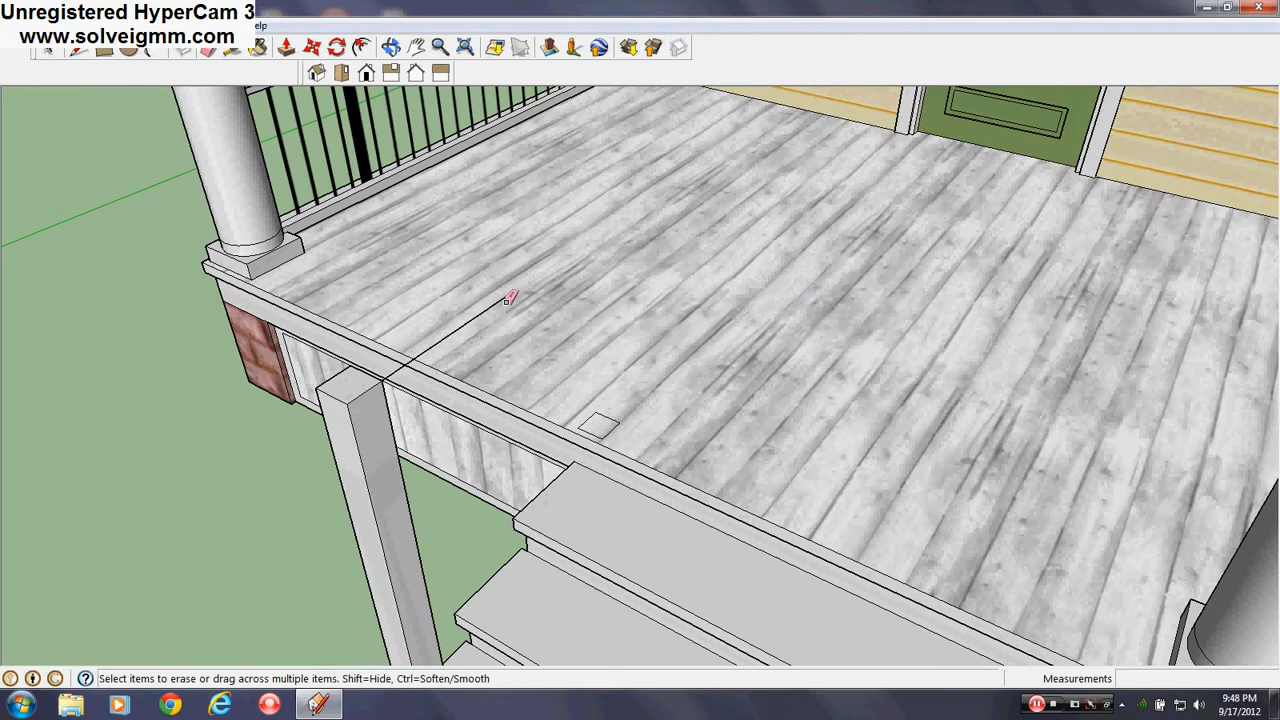 Unregistered HyperCam 3
www.solveigmm.com
elp
Select items to erase or drag across multiple items. Shift=Hide, Ctrl=Soften/Smooth
Measurements
9:48 PM
9/17/2012